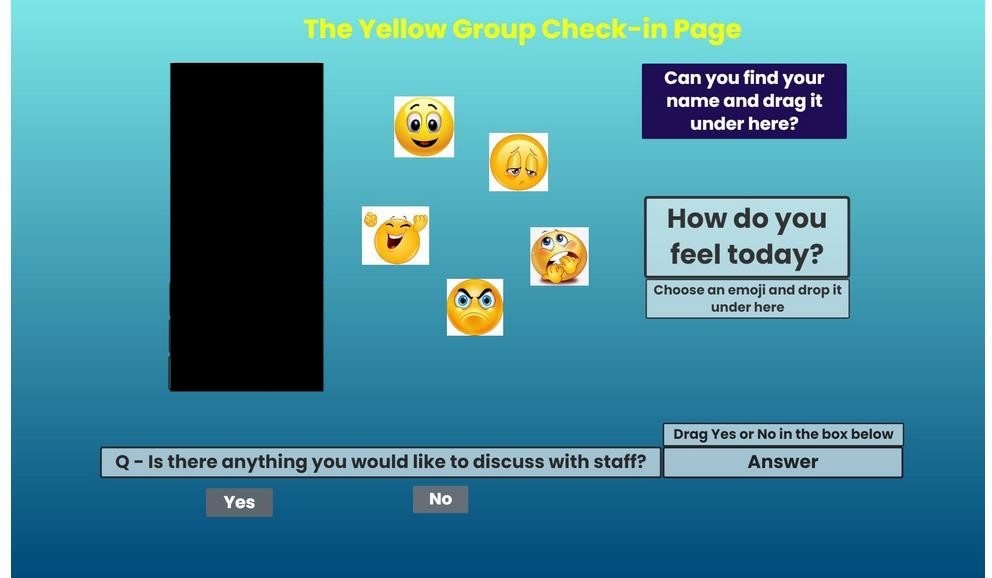 The Yellow Group Check-in Page
Can you find your
name and drag it
under here?
How do you
feel today?
Choose an emoji and drop it
under here
Drag Yes or No in the box below
Q - Is there anything you would like to discuss with staff?
Answer
Yes
No